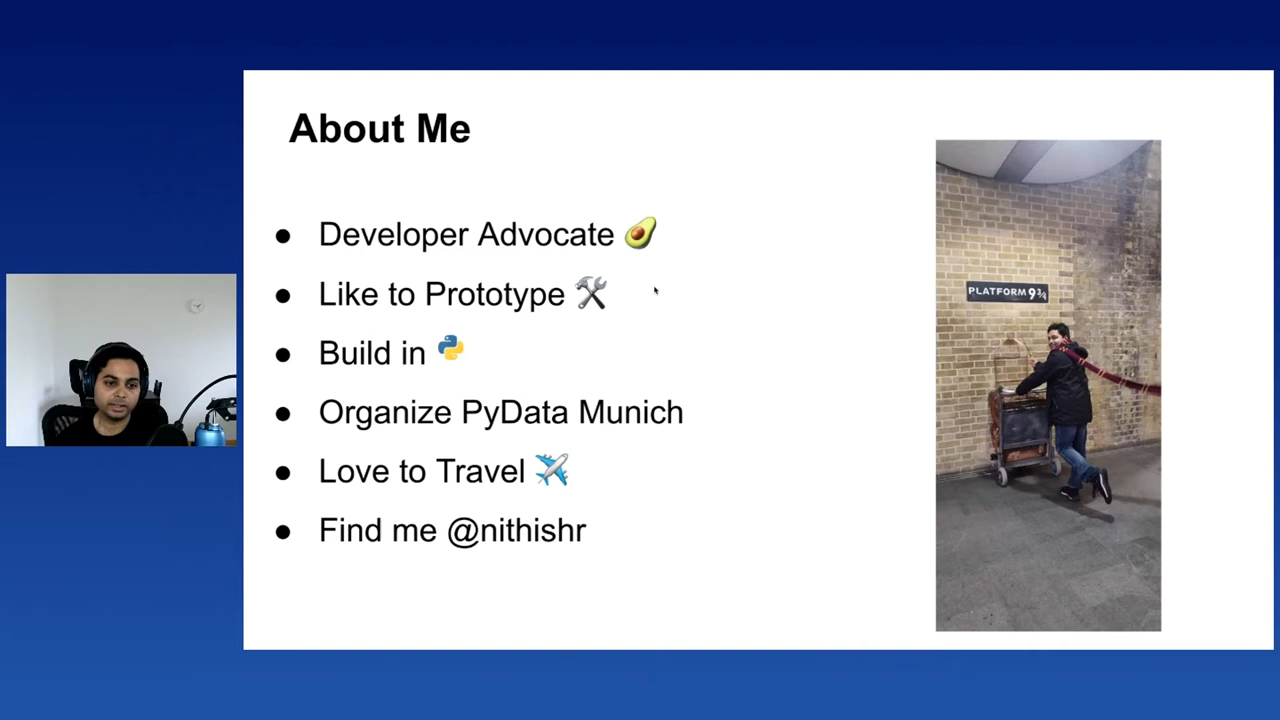 About Me
● Developer Advocate 🥑
● Like to Prototype 🛠
● Build in
● Organize PyData Munich
● Love to Travel ✈️
● Find me @nithishr
PLATFORM 9¾